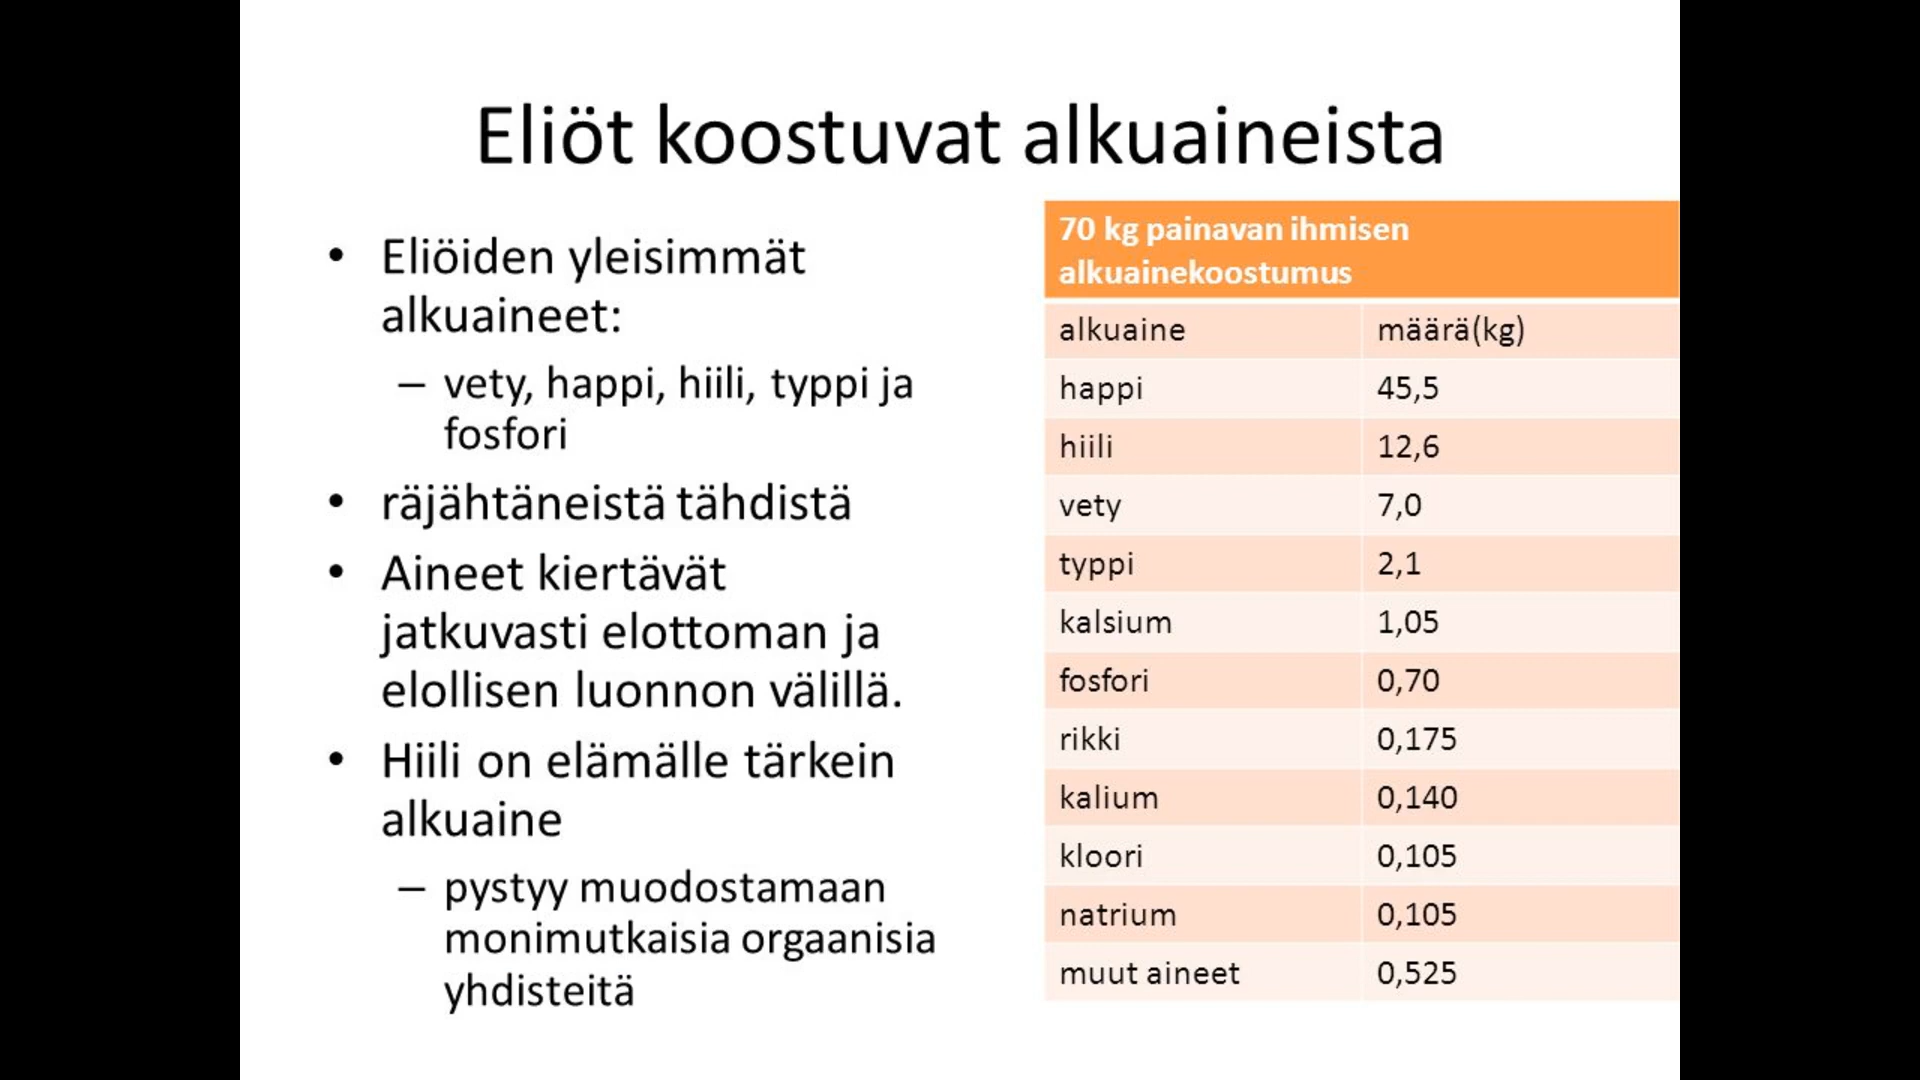 Eliöt koostuvat alkuaineista
• Eliöiden yleisimmät
alkuaineet:
– vety, happi, hiili, typpi ja
fosfori
• räjähtäneistä tähdistä
• Aineet kiertävät
jatkuvasti elottoman ja
elollisen luonnon välillä.
• Hiili on elämälle tärkein
alkuaine
– pystyy muodostamaan
monimutkaisia orgaanisia
yhdisteitä
70 kg painavan ihmisen
alkuainekoostumus
alkuaine määrä(kg)
happi 45,5
hiili 12,6
vety 7,0
typpi 2,1
kalsium 1,05
fosfori 0,70
rikki 0,175
kalium 0,140
kloori 0,105
natrium 0,105
muut aineet 0,525